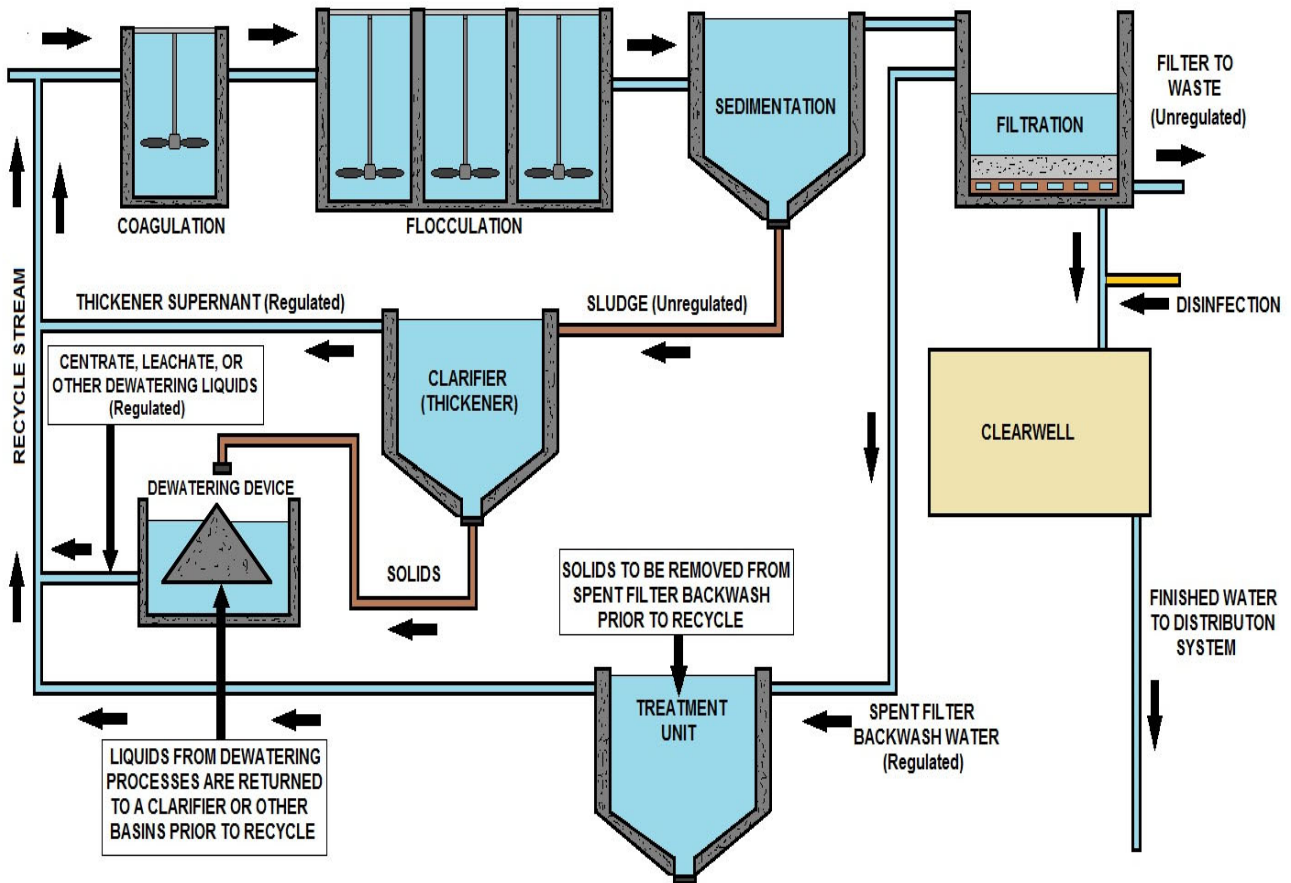 SEDIMENTATION
FILTRATION
FILTER TO
WASTE
(Unregulated)
COAGULATION
FLOCCULATION
RECYCLE STREAM
THICKENER SUPERNANT (Regulated)
SLUDGE (Unregulated)
DISINFECTION
CENTRATE, LEACHATE, OR
OTHER DEWATERING LIQUIDS
(Regulated)
CLARIFIER
(THICKENER)
CLEARWELL
DEWATERING DEVICE
SOLIDS
SOLIDS TO BE REMOVED FROM
SPENT FILTER BACKWASH
PRIOR TO RECYCLE
FINISHED WATER
TO DISTRIBUTON
SYSTEM
TREATMENT
UNIT
SPENT FILTER
BACKWASH WATER
(Regulated)
LIQUIDS FROM DEWATERING
PROCESSES ARE RETURNED
TO A CLARIFIER OR OTHER
BASINS PRIOR TO RECYCLE